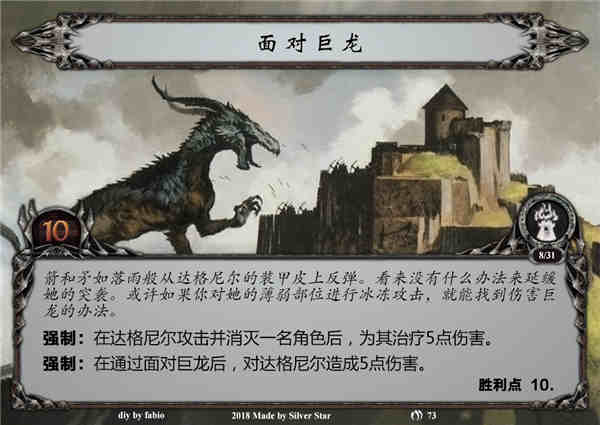 面对巨龙
10
8/31
箭和矛如落雨般从达格尼尔的装甲皮上反弹。看来没有什么办法来延缓
她的突袭。或许如果你对她的薄弱部位进行冰冻攻击,就能找到伤害巨
龙的办法。
强制:在达格尼尔攻击并消灭一名角色后,为其治疗5点伤害。
强制:在通过面对巨龙后,对达格尼尔造成5点伤害。
胜利点 10.
diy by fabio
2018 Made by Silver Star
73